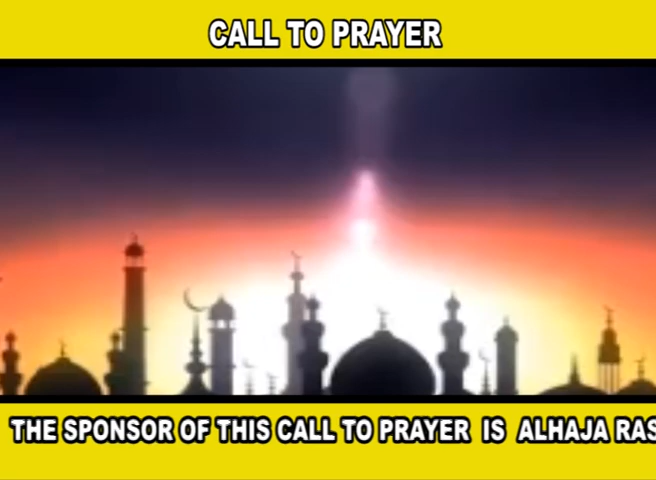 CALL TO PRAYER
THE SPONSOR OF THIS CALL TO PRAYER IS ALHAJA